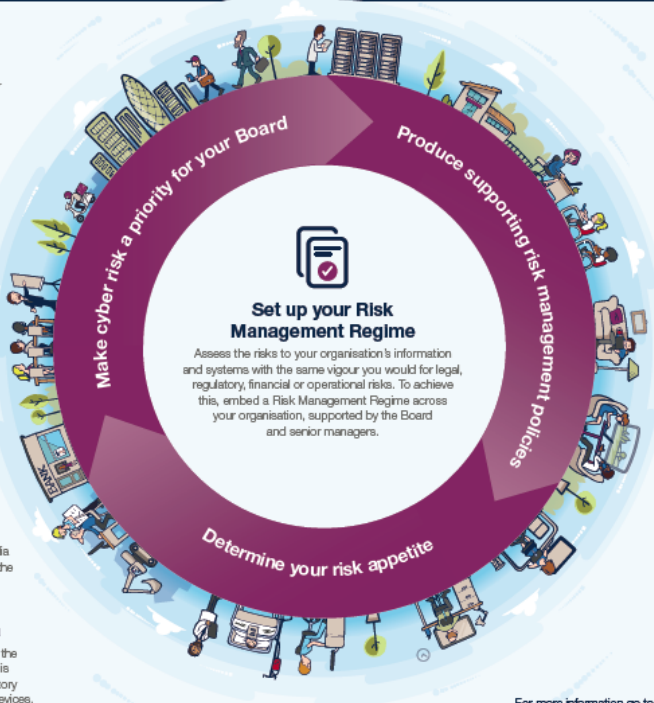 Make cyber risk a priority for your Board
Produce supporting risk management policies
Set up your Risk
Management Regime
Assess the risks to your organisation's information
and systems with the same vigour you would for legal,
regulatory, financial or operational risks. To achieve
this, embed a Risk Management Regime across
your organisation, supported by the Board
and senior managers.
Determine your risk appetite
BANK
the
is
For more information go to